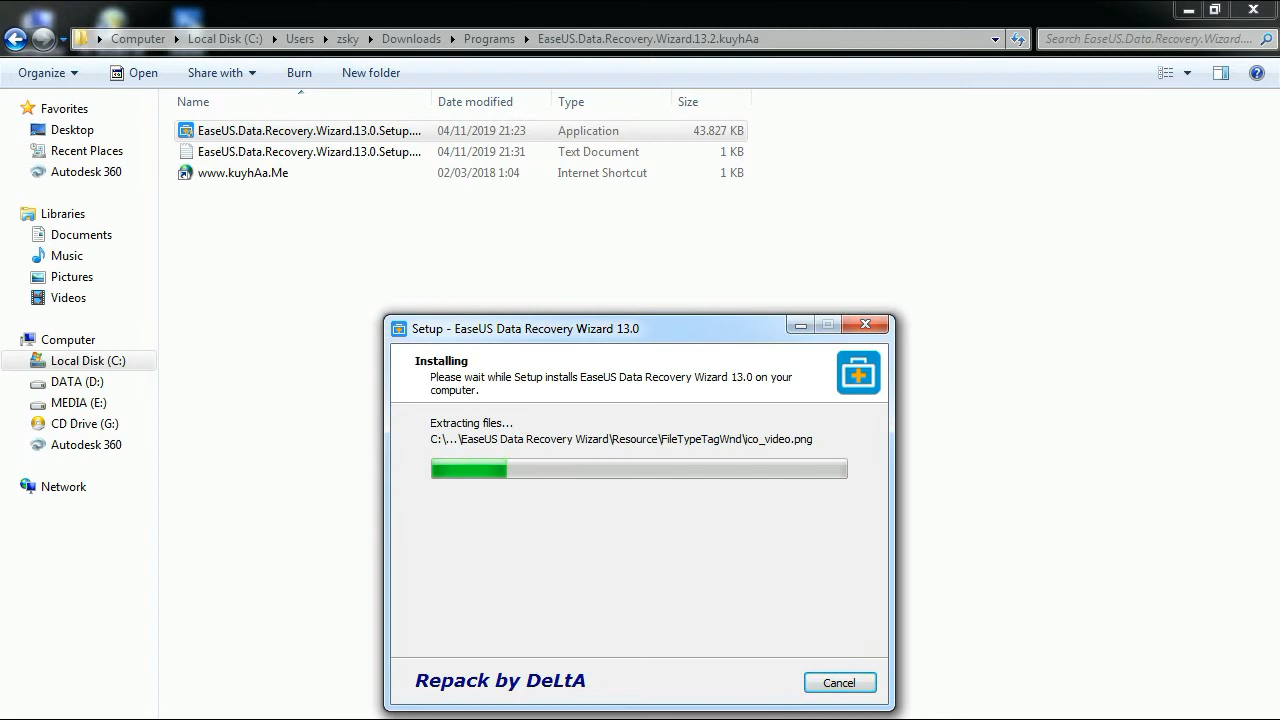 Computer Local Disk (C:) Users zsky Downloads Programs EaseUS.Data.Recovery.Wizard.13.2.kuyhAa
Search EaseUS.Data.Recovery.Wizard....
Organize Open Share with Burn New folder
Name Date modified Type Size
EaseUS.Data.Recovery.Wizard.13.0.Setup.... 04/11/2019 21:23 Application 43.827 KB
EaseUS.Data.Recovery.Wizard.13.0.Setup.... 04/11/2019 21:31 Text Document 1 KB
www.kuyhAa.Me 02/03/2018 1:04 Internet Shortcut 1 KB
Favorites
Desktop
Recent Places
Autodesk 360
Libraries
Documents
Music
Pictures
Videos
Computer
Local Disk (C:)
DATA (D:)
MEDIA (E:)
CD Drive (G:)
Autodesk 360
Network
Setup - EaseUS Data Recovery Wizard 13.0
Installing
Please wait while Setup installs EaseUS Data Recovery Wizard 13.0 on your
computer.
Extracting files...
C:\...\EaseUS Data Recovery Wizard\Resource\FileTypeTagWnd\ico_video.png
Repack by DeLtA
Cancel